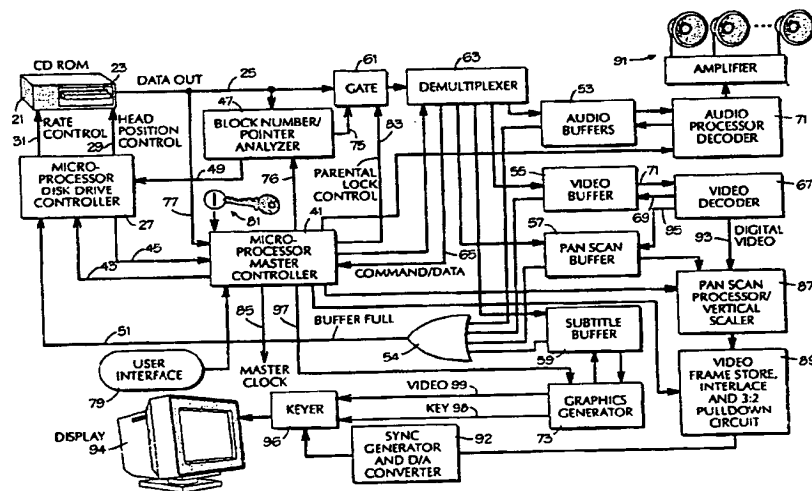 CD ROM
23
DATA OUT
25
61
63
91
AMPLIFIER
GATE
DEMULTIPLEXER
53
21
RATE
CONTROL
HEAD
POSITION
CONTROL
31
29
47
BLOCK NUMBER/
POINTER
ANALYZER
75
83
AUDIO
BUFFERS
AUDIO
PROCESSOR
DECODER
71
MICRO-
PROCESSOR
DISK DRIVE
CONTROLLER
27
49
76
PARENTAL
LOCK
CONTROL
55
71
VIDEO
BUFFER
VIDEO
DECODER
67
77
81
41
57
69
95
93
DIGITAL
VIDEO
45
43
MICRO-
PROCESSOR
MASTER
CONTROLLER
65
COMMAND/DATA
PAN SCAN
BUFFER
PAN SCAN
PROCESSOR/
VERTICAL
SCALER
87
85
97
BUFFER FULL
51
54
SUBTITLE
BUFFER
59
USER
INTERFACE
79
MASTER
CLOCK
VIDEO 99
KEY 98
KEYER
96
GRAPHICS
GENERATOR
73
VIDEO
FRAME STORE,
INTERLACE
AND 3:2
PULLDOWN
CIRCUIT
89
DISPLAY
94
SYNC
GENERATOR
AND D/A
CONVERTER
92